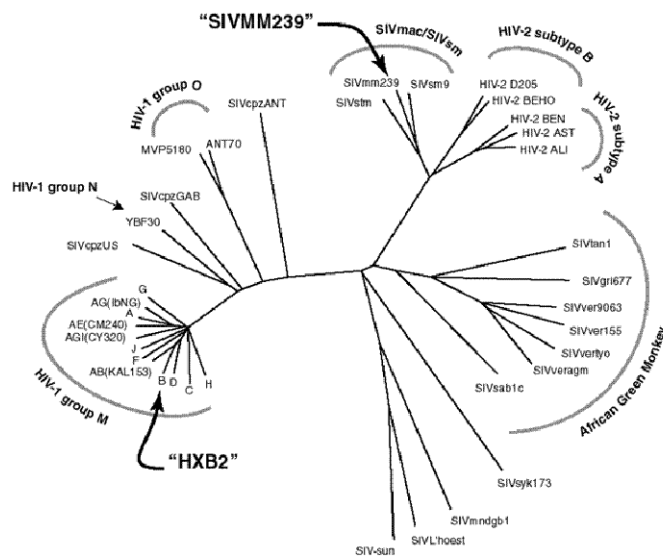 “SIVMM239”
SIVmac/SIVsm
HIV-2 subtype B
SIVmm239
SIVsm9
SIVstm
HIV-2 D205
HIV-2 BEHO
HIV-2 subtype A
HIV-2 BEN
HIV-2 AST
HIV-2 ALI
HIV-1 group O
SIVcpzANT
MVP5180
ANT70
HIV-1 group N
SIVcpzGAB
YBF30
SIVcpzUS
G
AG(IbNG)
A
AE(CM240)
AGI(CY320)
J
F
AB(KAL153)
B
D
C
H
HIV-1 group M
“HXB2”
SIVtan1
SIVgri677
SIVver9063
SIVver155
SIVvertyo
SIVveragm
SIVsab1c
African Green Monkey
SIVsyk173
SIVmndgb1
SIVL'hoest
SIV-sun